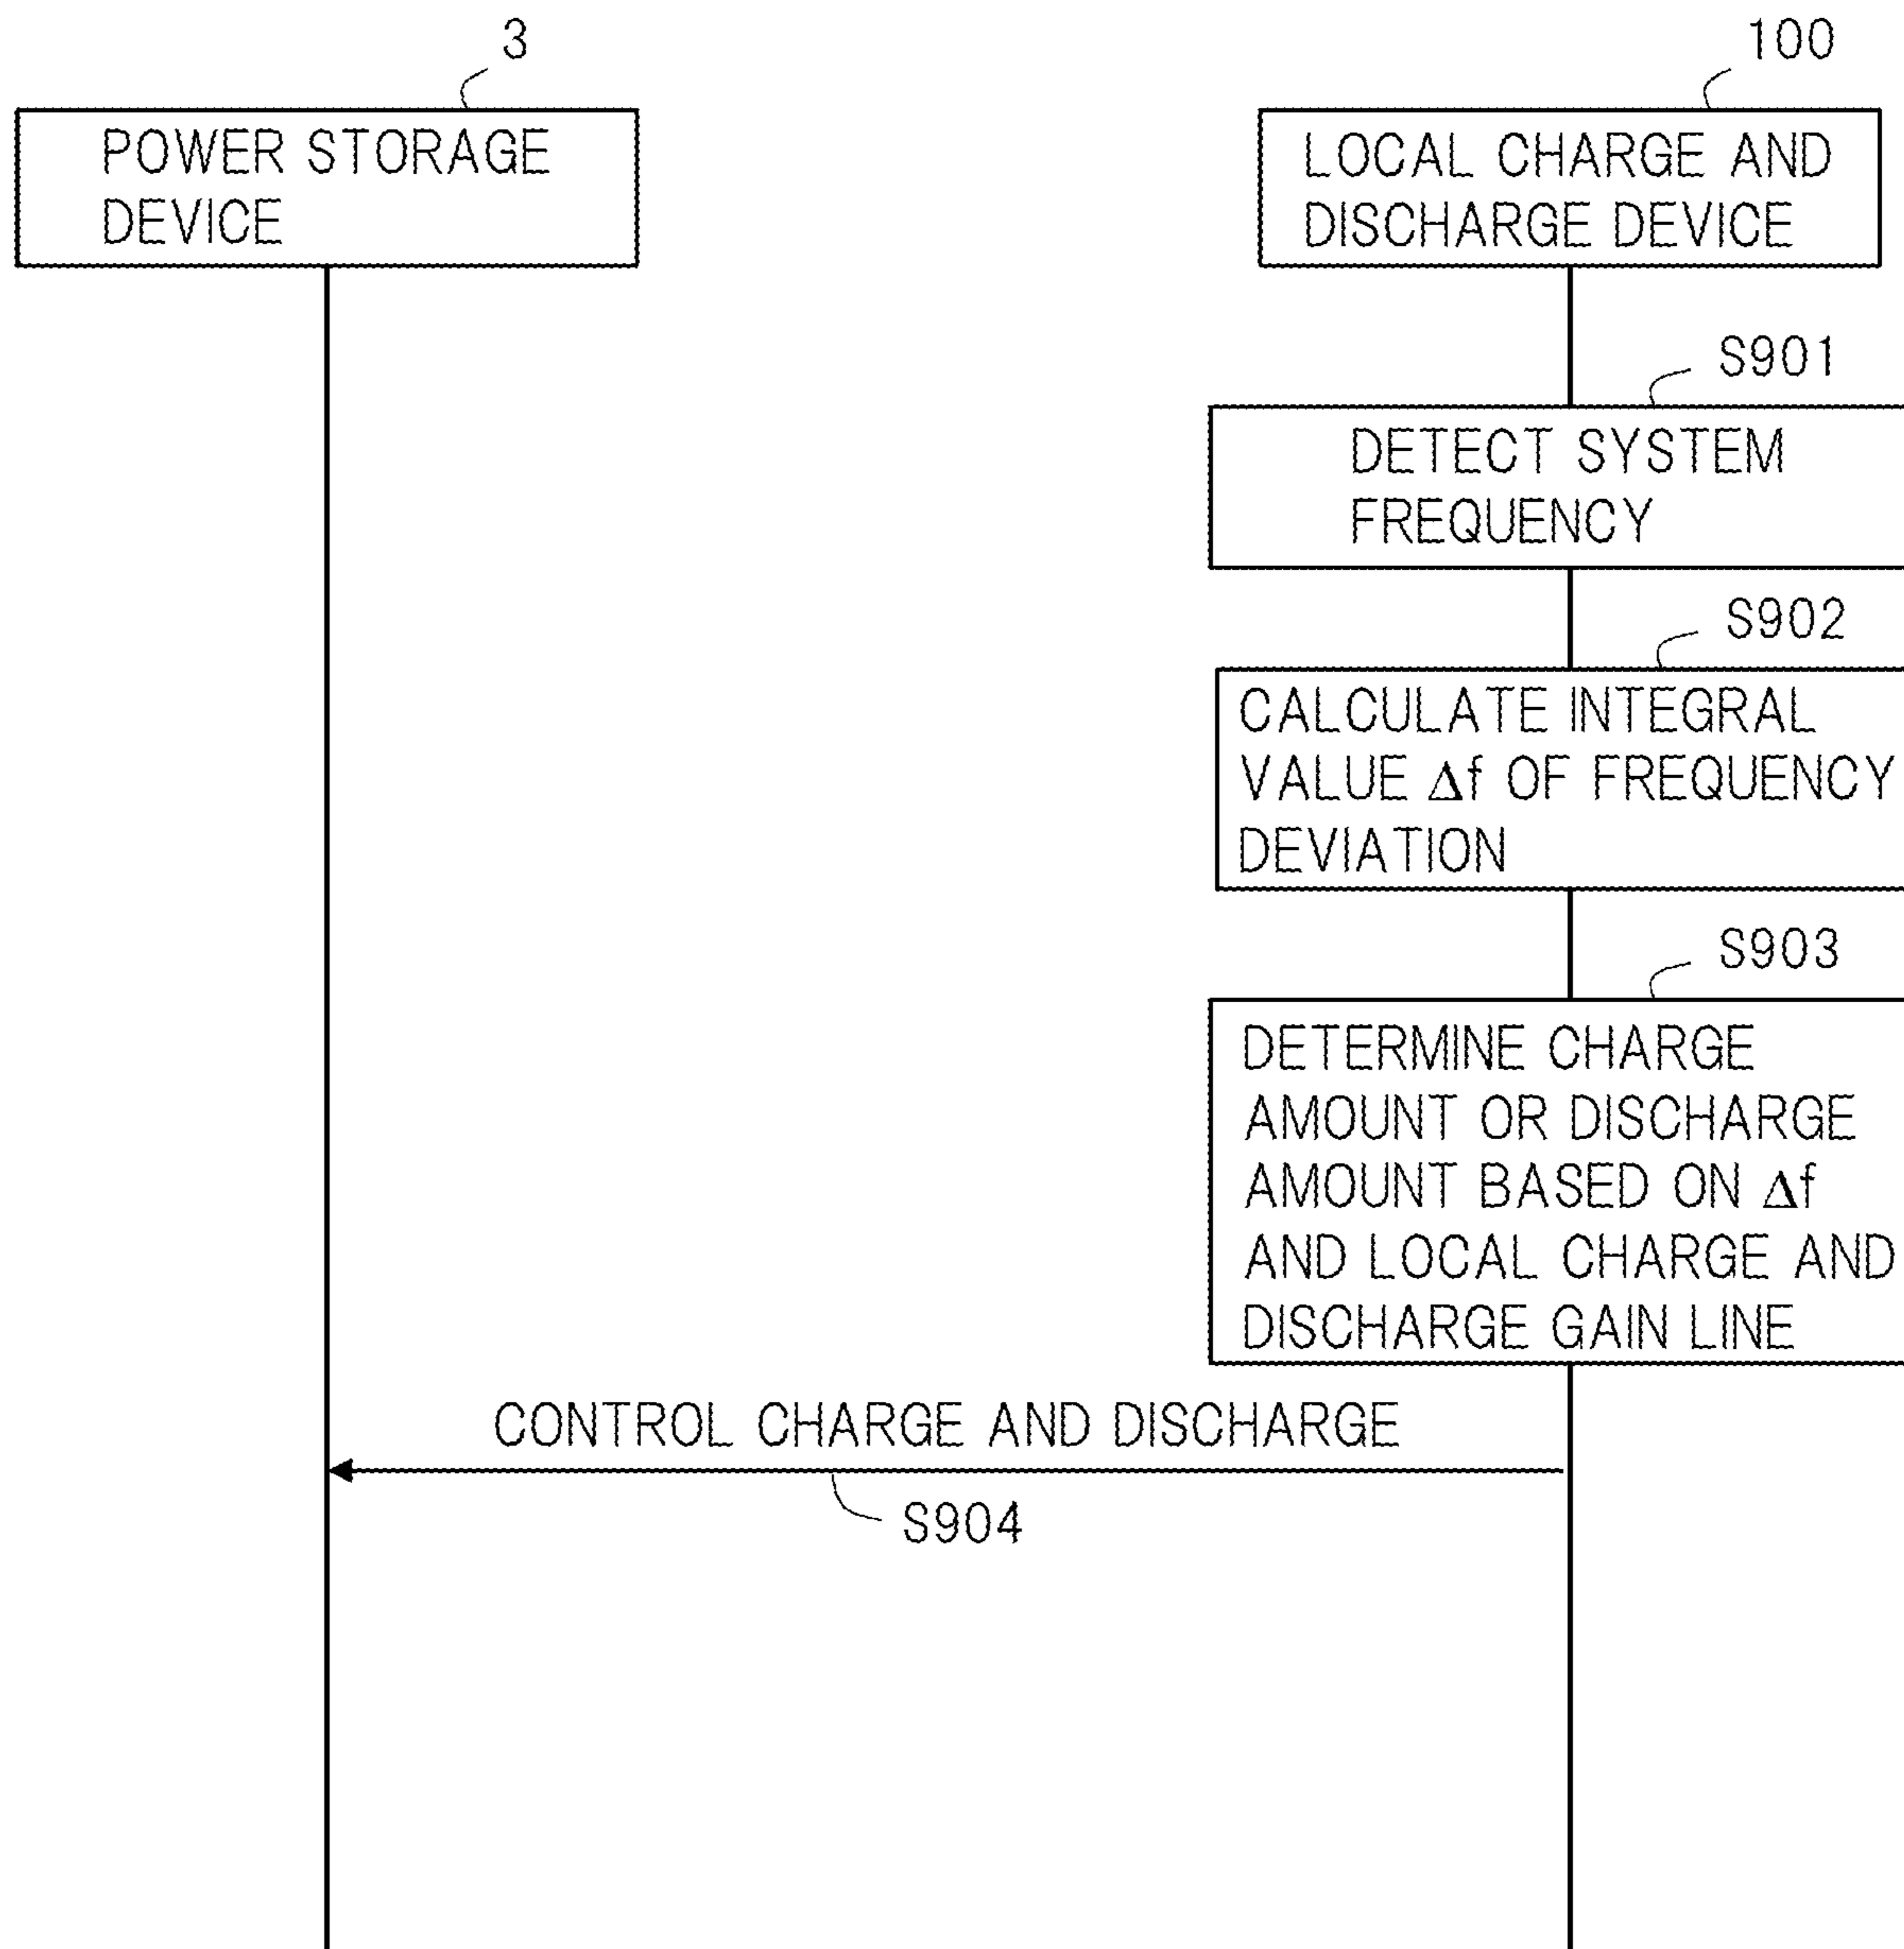 3
POWER STORAGE
DEVICE
100
LOCAL CHARGE AND
DISCHARGE DEVICE
S901
DETECT SYSTEM
FREQUENCY
S902
CALCULATE INTEGRAL
VALUE Δf OF FREQUENCY
DEVIATION
S903
DETERMINE CHARGE
AMOUNT OR DISCHARGE
AMOUNT BASED ON Δf
AND LOCAL CHARGE AND
DISCHARGE GAIN LINE
CONTROL CHARGE AND DISCHARGE
S904